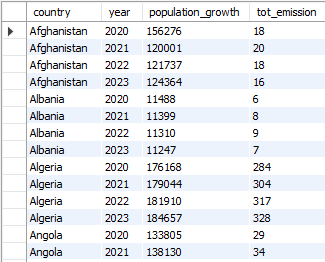 country year population_growth tot_emission
Afghanistan 2020 156276 18
Afghanistan 2021 120001 20
Afghanistan 2022 121737 18
Afghanistan 2023 124364 16
Albania 2020 11488 6
Albania 2021 11399 8
Albania 2022 11310 9
Albania 2023 11247 7
Algeria 2020 176168 284
Algeria 2021 179044 304
Algeria 2022 181910 317
Algeria 2023 184657 328
Angola 2020 133805 29
Angola 2021 138130 34